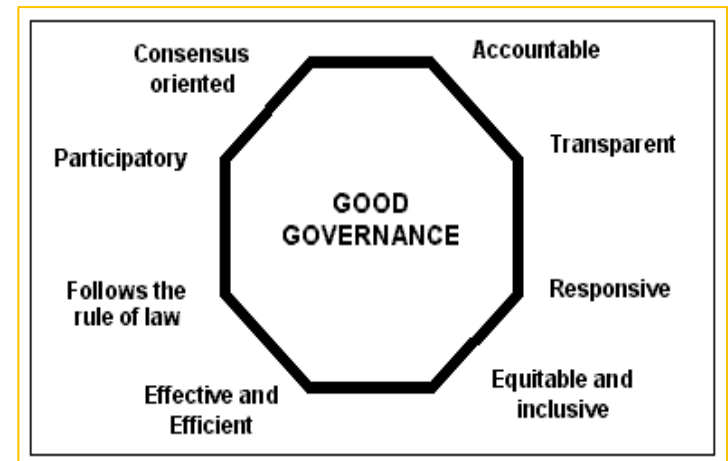 Consensus
oriented
Accountable
Participatory
Transparent
GOOD
GOVERNANCE
Follows the
rule of law
Responsive
Effective and
Efficient
Equitable and
inclusive